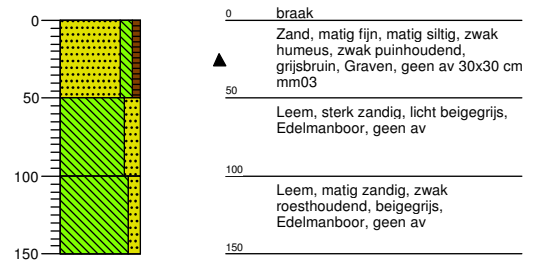 0
50
100
150
0 braak
Zand, matig fijn, matig siltig, zwak
humeus, zwak puinhoudend,
grijsbruin, Graven, geen av 30x30 cm
mm03
50
Leem, sterk zandig, licht beigegrijs,
Edelmanboor, geen av
100
Leem, matig zandig, zwak
roesthoudend, beigegrijs,
Edelmanboor, geen av
150